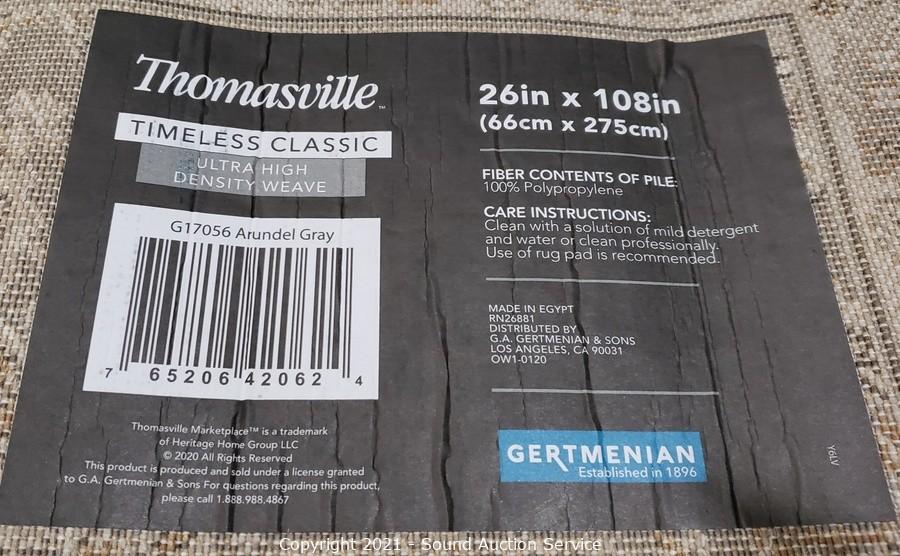 Thomasville™
TIMELESS CLASSIC
ULTRA HIGH
DENSITY WEAVE
G17056 Arundel Gray
7 65206 42062 4
Thomasville Marketplace™ is a trademark
of Heritage Home Group LLC
© 2020 All Rights Reserved
This product is produced and sold under a license granted
to G.A. Gertmenian & Sons For questions regarding this product,
please call 1.888.988.4867
26in x 108in
(66cm x 275cm)
FIBER CONTENTS OF PILE:
100% Polypropylene
CARE INSTRUCTIONS:
Clean with a solution of mild detergent
and water or clean professionally.
Use of rug pad is recommended.
MADE IN EGYPT
RN26881
DISTRIBUTED BY
G.A. GERTMENIAN & SONS
LOS ANGELES, CA 90031
OW1-0120
GERTMENIAN
Established in 1896
Copyright 2021 - Sound Auction Service